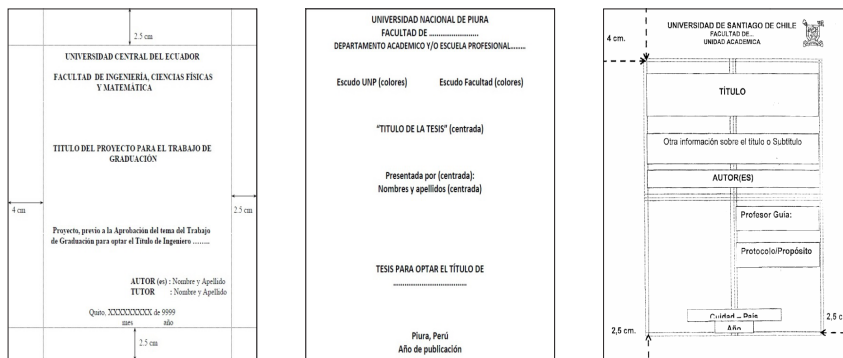 2.5 cm
UNIVERSIDAD CENTRAL DEL ECUADOR
FACULTAD DE INGENIERÍA, CIENCIAS FÍSICAS
Y MATEMÁTICA
TITULO DEL PROYECTO PARA EL TRABAJO DE
GRADUACIÓN
4 cm
2.5 cm
Proyecto, previo a la Aprobación del tema del Trabajo
de Graduación para optar el Título de Ingeniero ........
AUTOR (es) : Nombre y Apellido
TUTOR : Nombre y Apellido
Quito, XXXXXXXXXX de 9999
mes año
2.5 cm
UNIVERSIDAD NACIONAL DE PIURA
FACULTAD DE ........................
DEPARTAMENTO ACADEMICO Y/O ESCUELA PROFESIONAL........
Escudo UNP (colores) Escudo Facultad (colores)
"TITULO DE LA TESIS" (centrada)
Presentada por (centrada):
Nombres y apellidos (centrada)
TESIS PARA OPTAR EL TÍTULO DE
....................................
Piura, Perú
Año de publicación
4 cm.
UNIVERSIDAD DE SANTIAGO DE CHILE
FACULTAD DE...
UNIDAD ACADEMICA
TÍTULO
Otra información sobre el título o Subtítulo
AUTOR(ES)
Profesor Guía:
Protocolo/Propósito
Cuidad – País
Año
2,5 cm.
2,5 c